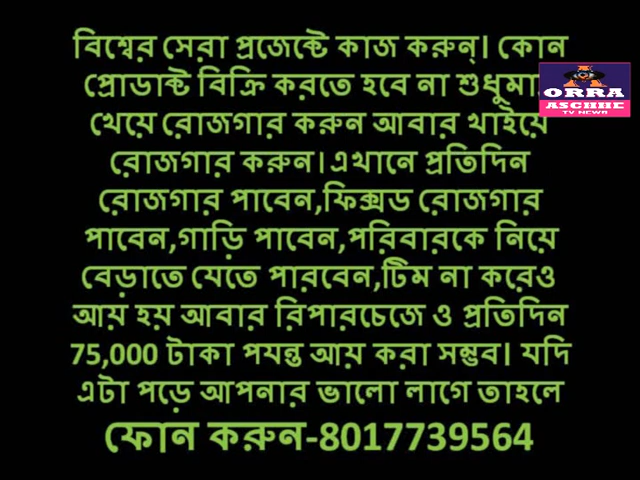 বিশ্বের সেরা প্রজেক্টে কাজ করুন্। কোন
প্রোডাক্ট বিক্রি করতে হবে না শুধুমা
খেয়ে রোজগার করুন আবার খাইয়ে
রোজগার করুন।এখানে প্রতিদিন
রোজগার পাবেন,ফিক্সড রোজগার
পাবেন,গাড়ি পাবেন,পরিবারকে নিয়ে
বেড়াতে যেতে পারবেন,টিম না করেও
আয় হয় আবার রিপারচেজে ও প্রতিদিন
75,000 টাকা পযন্ত আয় করা সম্ভব। যদি
এটা পড়ে আপনার ভালো লাগে তাহলে
ফোন করুন-8017739564
ORRA
ASCHHE
TV NEWS